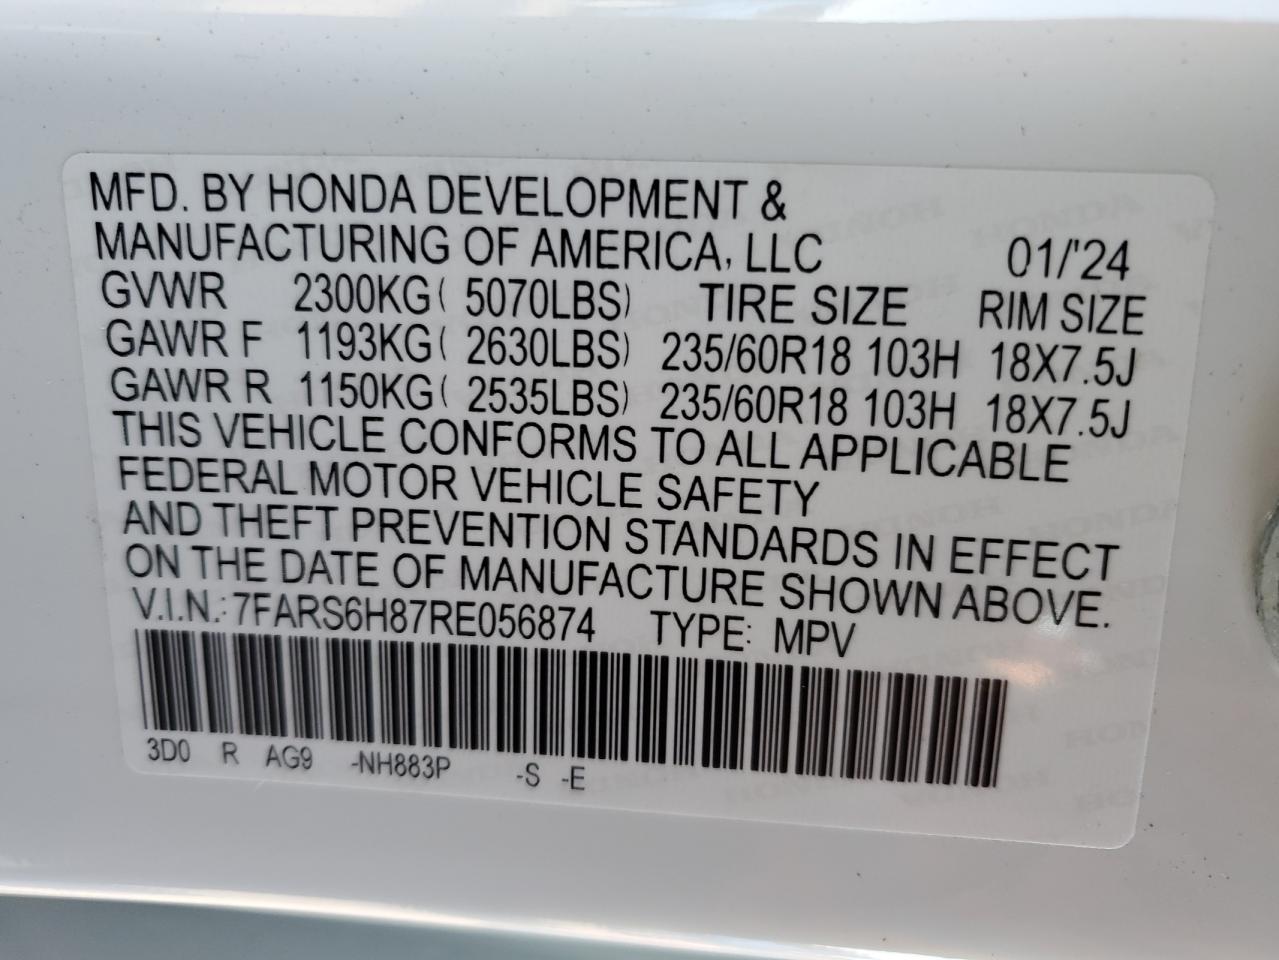 MFD. BY HONDA DEVELOPMENT &
MANUFACTURING OF AMERICA, LLC 01/'24
GVWR 2300KG( 5070LBS) TIRE SIZE RIM SIZE
GAWR F 1193KG( 2630LBS) 235/60R18 103H 18X7.5J
GAWR R 1150KG( 2535LBS) 235/60R18 103H 18X7.5J
THIS VEHICLE CONFORMS TO ALL APPLICABLE
FEDERAL MOTOR VEHICLE SAFETY
AND THEFT PREVENTION STANDARDS IN EFFECT
ON THE DATE OF MANUFACTURE SHOWN ABOVE.
V.I.N.: 7FARS6H87RE056874 TYPE: MPV
3D0 R AG9 -NH883P -S -E